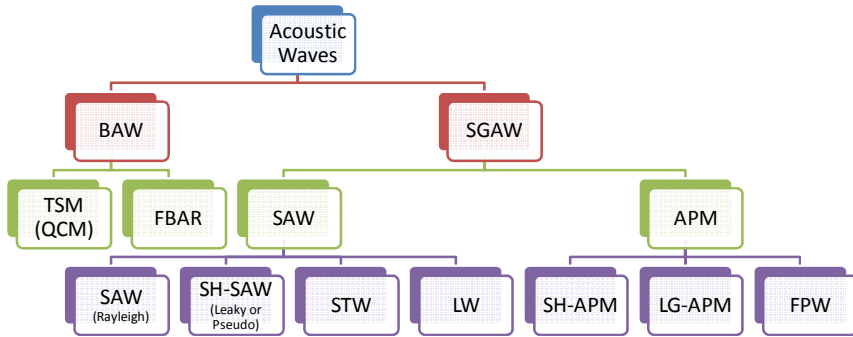 Acoustic
Waves
BAW
SGAW
TSM
(QCM)
FBAR
SAW
APM
SAW
(Rayleigh)
SH-SAW
(Leaky or
Pseudo)
STW
LW
SH-APM
LG-APM
FPW